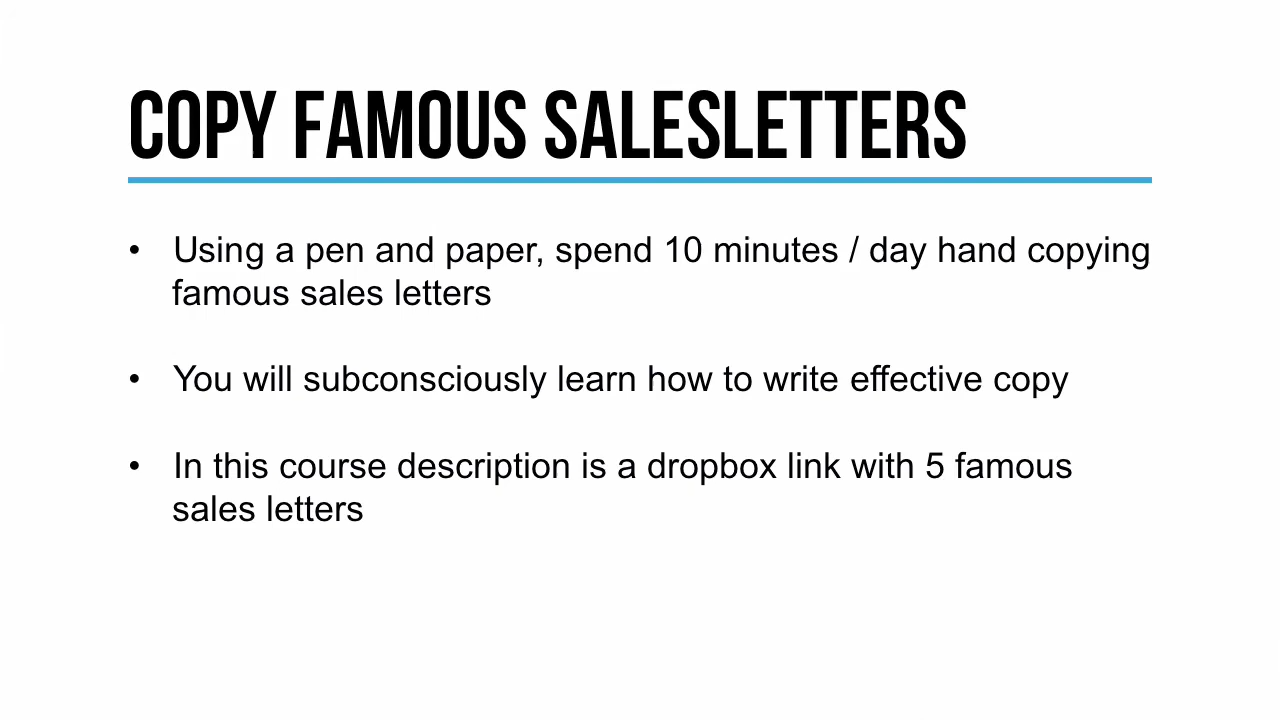 COPY FAMOUS SALESLETTERS
• Using a pen and paper, spend 10 minutes / day hand copying
famous sales letters
• You will subconsciously learn how to write effective copy
• In this course description is a dropbox link with 5 famous
sales letters